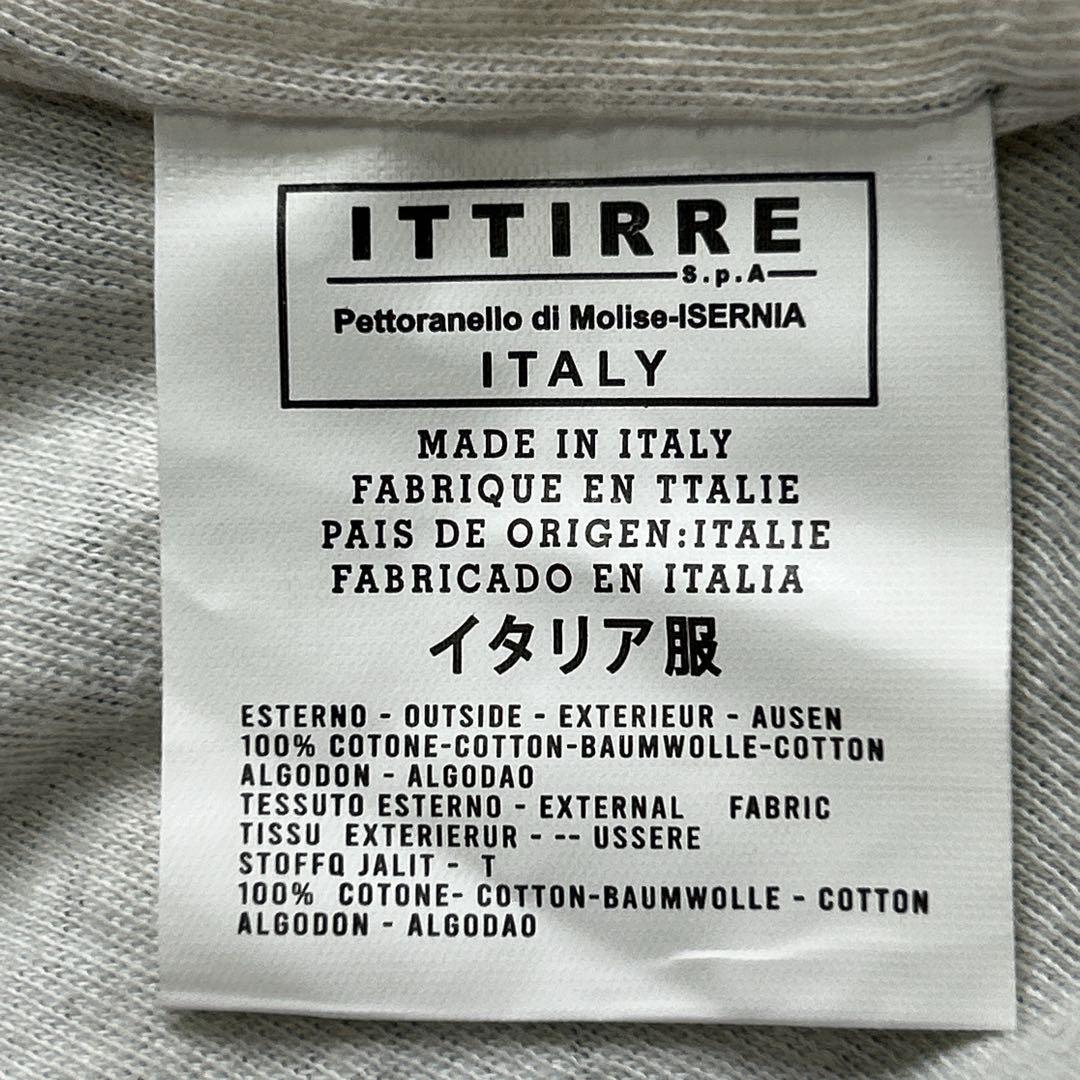 ITTIRRE
S.p.A
Pettoranello di Molise-ISERNIA
ITALY
MADE IN ITALY
FABRIQUE EN TTALIE
PAIS DE ORIGEN:ITALIE
FABRICADO EN ITALIA
イタリア服
ESTERNO - OUTSIDE - EXTERIEUR - AUSEN
100% COTONE-COTTON-BAUMWOLLE-COTTON
ALGODON - ALGODAO
TESSUTO ESTERNO - EXTERNAL FABRIC
TISSU EXTERIERUR - -- USSERE
STOFFQ JALIT - T
100% COTONE- COTTON-BAUMWOLLE - COTTON
ALGODON - ALGODAO